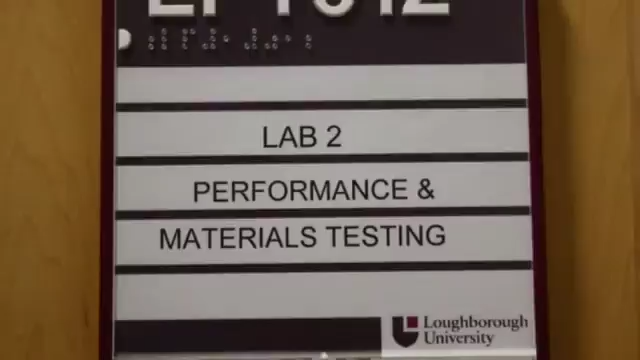 LAB 2
PERFORMANCE &
MATERIALS TESTING
Loughborough
University